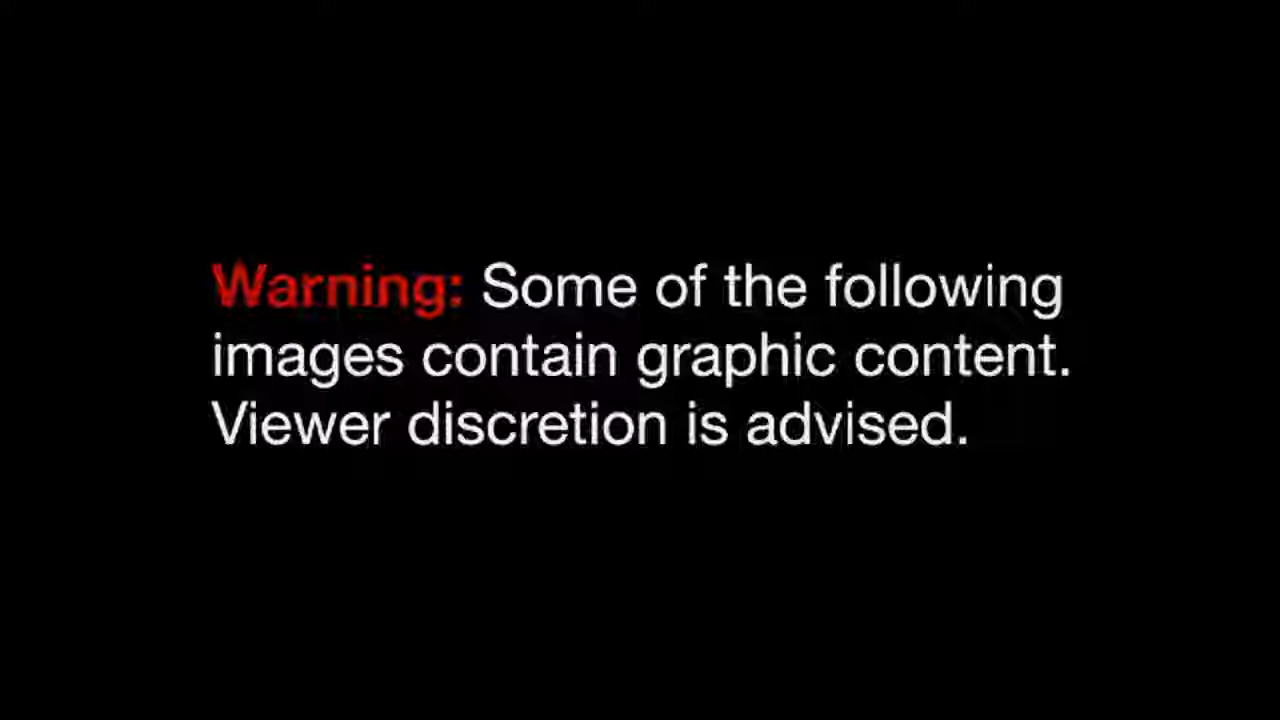 Warning: Some of the following
images contain graphic content.
Viewer discretion is advised.